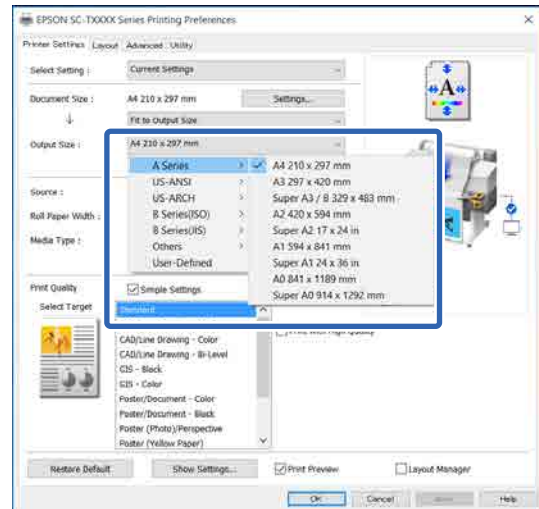 EPSON SC-TXXXX Series Printing Preferences
Printer Settings Layout Advanced Utility
Select Setting : Current Settings
Document Size : A4 210 x 297 mm Settings...
Fit to Output Size
Output Size : A4 210 x 297 mm
A Series A4 210 x 297 mm
US-ANSI A3 297 x 420 mm
US-ARCH Super A3 / B 329 x 483 mm
B Series(ISO) A2 420 x 594 mm
B Series(JIS) Super A2 17 x 24 in
Others A1 594 x 841 mm
User-Defined Super A1 24 x 36 in
A0 841 x 1189 mm
Super A0 914 x 1292 mm
Source :
Roll Paper Width :
Media Type :
Print Quality Simple Settings
Select Target Standard
Print with High Quality
CAD/Line Drawing - Color
CAD/Line Drawing - Bi-Level
GIS - Black
GIS - Color
Poster/Document - Color
Poster/Document - Black
Poster (Photo)/Perspective
Poster (Yellow Paper)
Restore Default Show Settings... Print Preview Layout Manager
OK Cancel Help
A